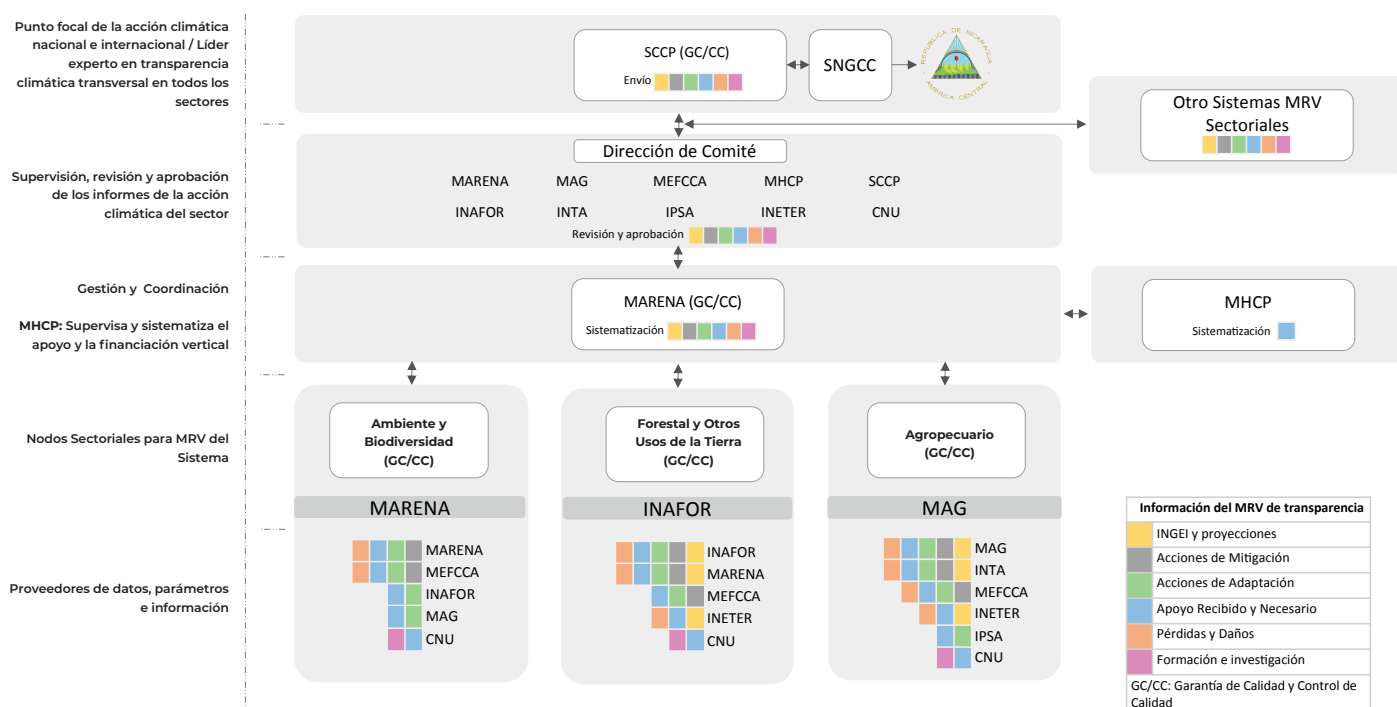 Punto focal de la acción climática
nacional e internacional / Líder
experto en transparencia
climática transversal en todos los
sectores
SCCP (GC/CC)
Envío
SNGCC
REPUBLICA DE NICARAGUA
AMERICA CENTRAL
Otro Sistemas MRV
Sectoriales
Supervisión, revisión y aprobación
de los informes de la acción
climática del sector
Dirección de Comité
MARENA MAG MEFCCA MHCP SCCP
INAFOR INTA IPSA INETER CNU
Revisión y aprobación
Gestión y Coordinación
MHCP: Supervisa y sistematiza el
apoyo y la financiación vertical
MARENA (GC/CC)
Sistematización
MHCP
Sistematización
Nodos Sectoriales para MRV del
Sistema
Ambiente y
Biodiversidad
(GC/CC)
Forestal y Otros
Usos de la Tierra
(GC/CC)
Agropecuario
(GC/CC)
MARENA
INAFOR
MAG
Proveedores de datos, parámetros
e información
MARENA
MEFCCA
INAFOR
MAG
CNU
INAFOR
MARENA
MEFCCA
INETER
CNU
MAG
INTA
MEFCCA
INETER
IPSA
CNU
Información del MRV de transparencia
INGEI y proyecciones
Acciones de Mitigación
Acciones de Adaptación
Apoyo Recibido y Necesario
Pérdidas y Daños
Formación e investigación
GC/CC: Garantía de Calidad y Control de
Calidad